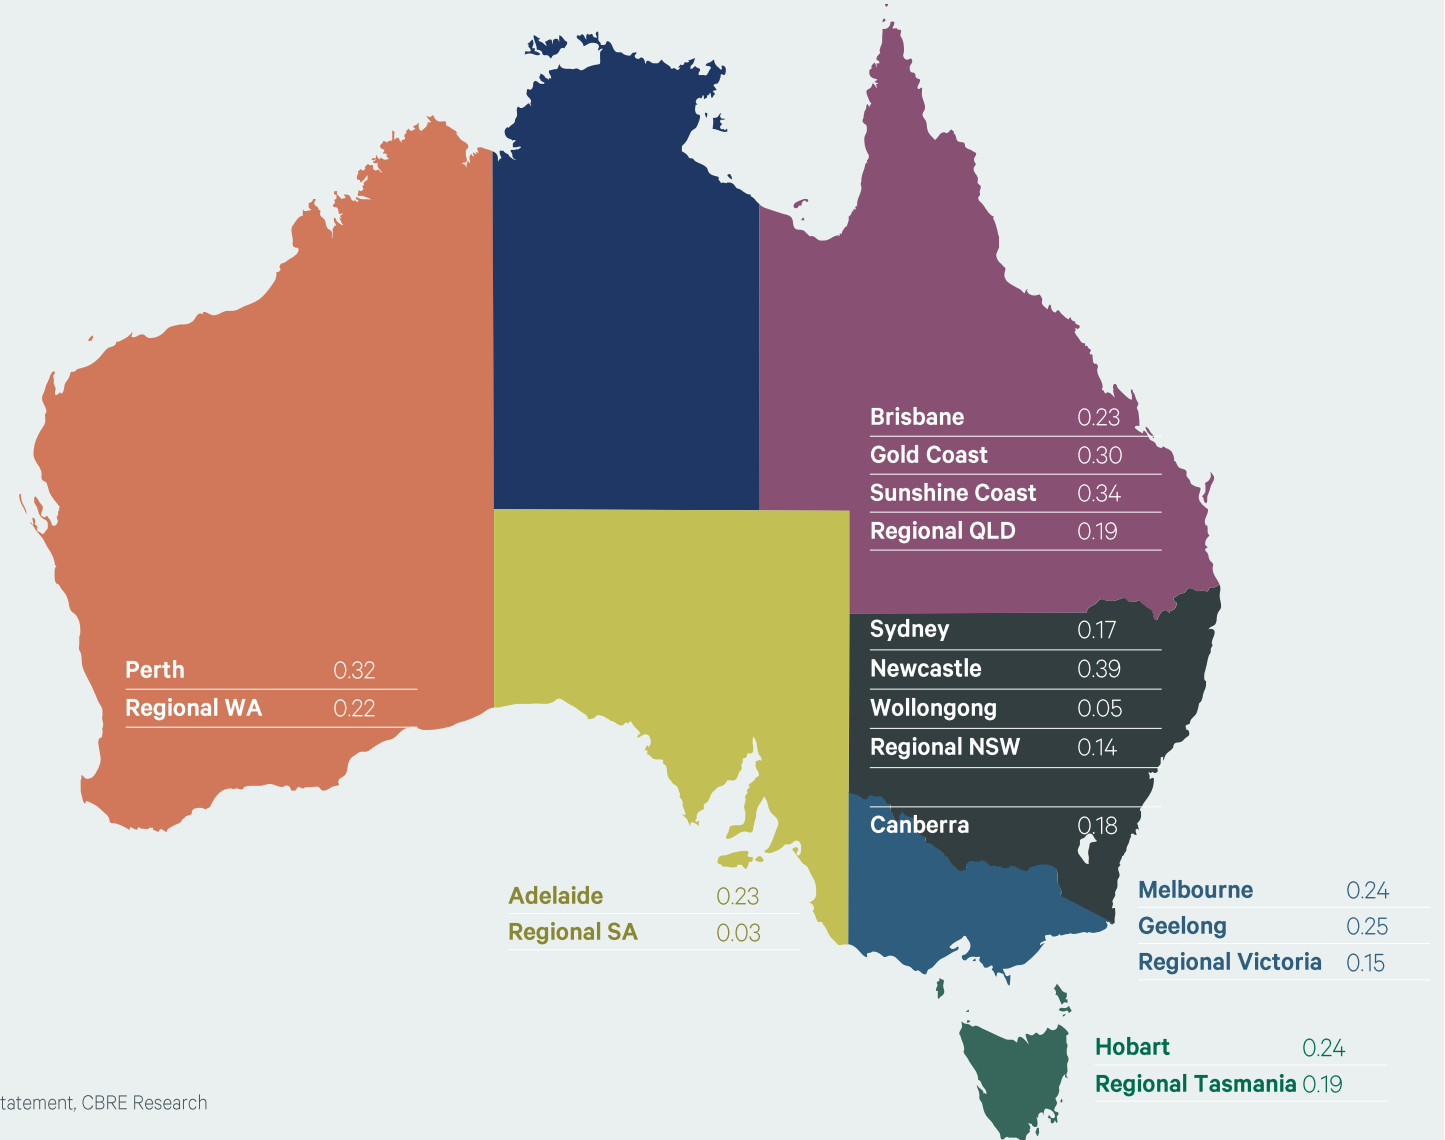 Brisbane 0.23
Gold Coast 0.30
Sunshine Coast 0.34
Regional QLD 0.19
Sydney 0.17
Newcastle 0.39
Wollongong 0.05
Regional NSW 0.14
Canberra 0.18
Perth 0.32
Regional WA 0.22
Adelaide 0.23
Regional SA 0.03
Melbourne 0.24
Geelong 0.25
Regional Victoria 0.15
Hobart 0.24
Regional Tasmania 0.19
tatement, CBRE Research